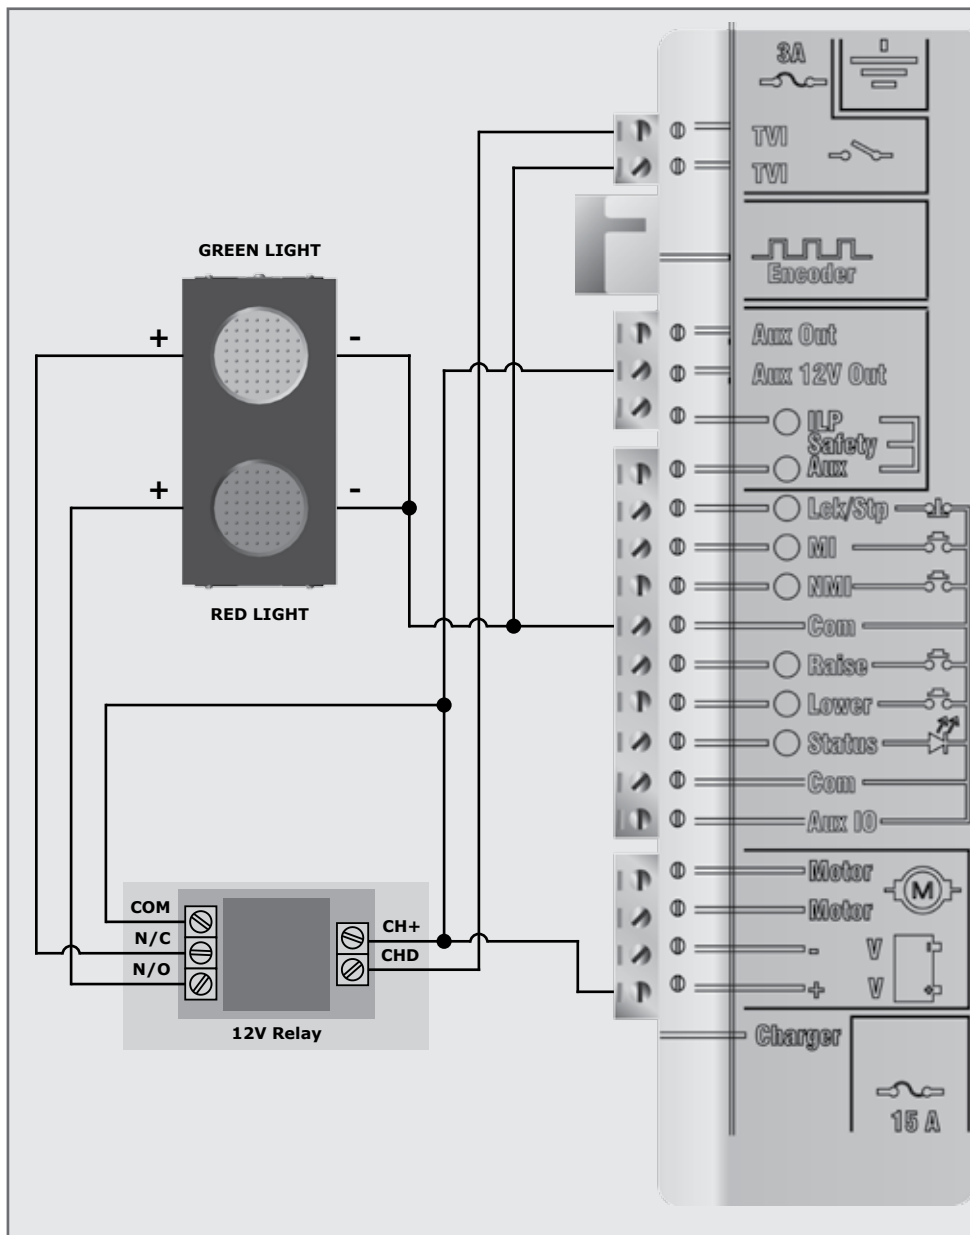 3A
TVI
TVI
GREEN LIGHT
Encoder
+ -
Aux Out
Aux 12V Out
ILP
Safety
Aux
+ -
Lck/Stp
MI
NMI
RED LIGHT
Com
Raise
Lower
Status
Com
Aux IO
Motor
M
Motor
COM
CH+
N/C
- V
CHD
N/O
+ V
12V Relay
Charger
15 A